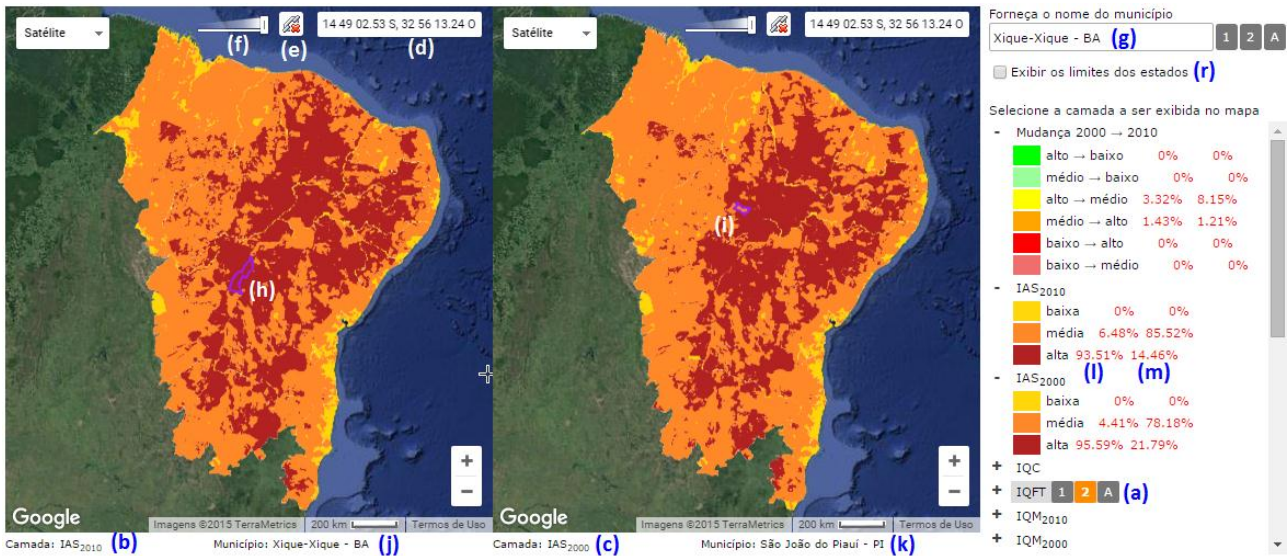 Satélite
(f)
(e)
14 49 02.53 S, 32 56 13.24 O
(d)
Satélite
14 49 02.53 S, 32 56 13.24 O
Forneça o nome do município
Xique-Xique - BA (g) 1 2 A
Exibir os limites dos estados (r)
Selecione a camada a ser exibida no mapa
- Mudança 2000 → 2010
alto → baixo 0% 0%
médio → baixo 0% 0%
alto → médio 3.32% 8.15%
médio → alto 1.43% 1.21%
baixo → alto 0% 0%
baixo → médio 0% 0%
- IAS2010
baixa 0% 0%
média 6.48% 85.52%
alta 93.51% 14.46%
- IAS2000 (l) (m)
baixa 0% 0%
média 4.41% 78.18%
alta 95.59% 21.79%
+ IQC
+ IQFT 1 2 A (a)
+ IQM2010
+ IQM2000
(h)
(i)
+
−
+
−
Google
Imagens ©2015 TerraMetrics 200 km Termos de Uso
Google
Imagens ©2015 TerraMetrics 200 km Termos de Uso
Camada: IAS2010 (b) Município: Xique-Xique - BA (j)
Camada: IAS2000 (c) Município: São João do Piauí - PI (k)